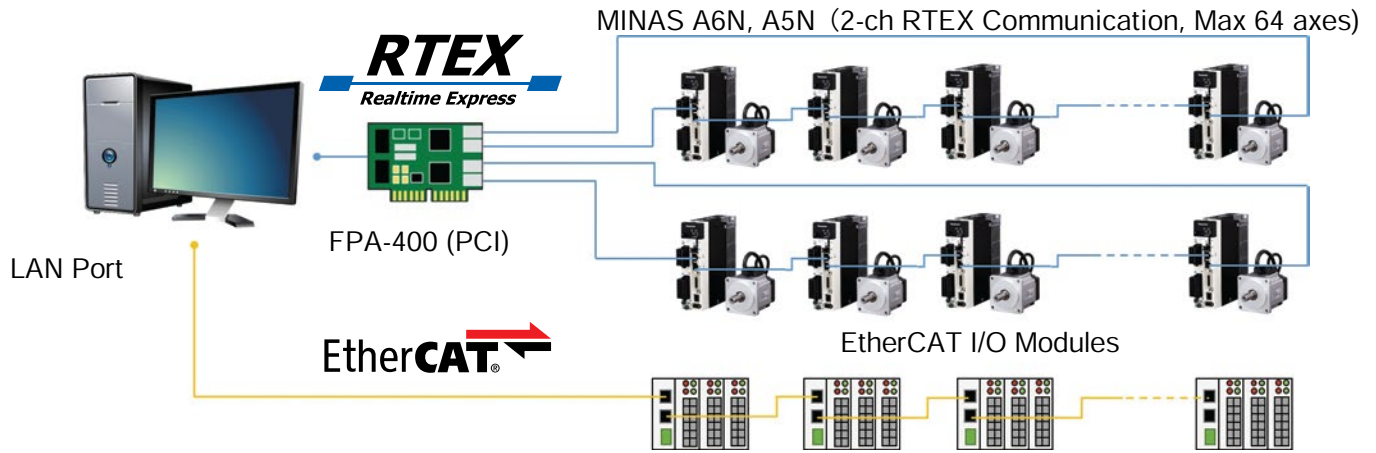 MINAS A6N, A5N（2-ch RTEX Communication, Max 64 axes)
RTEX
Realtime Express
FPA-400 (PCI)
LAN Port
EtherCAT®
EtherCAT I/O Modules